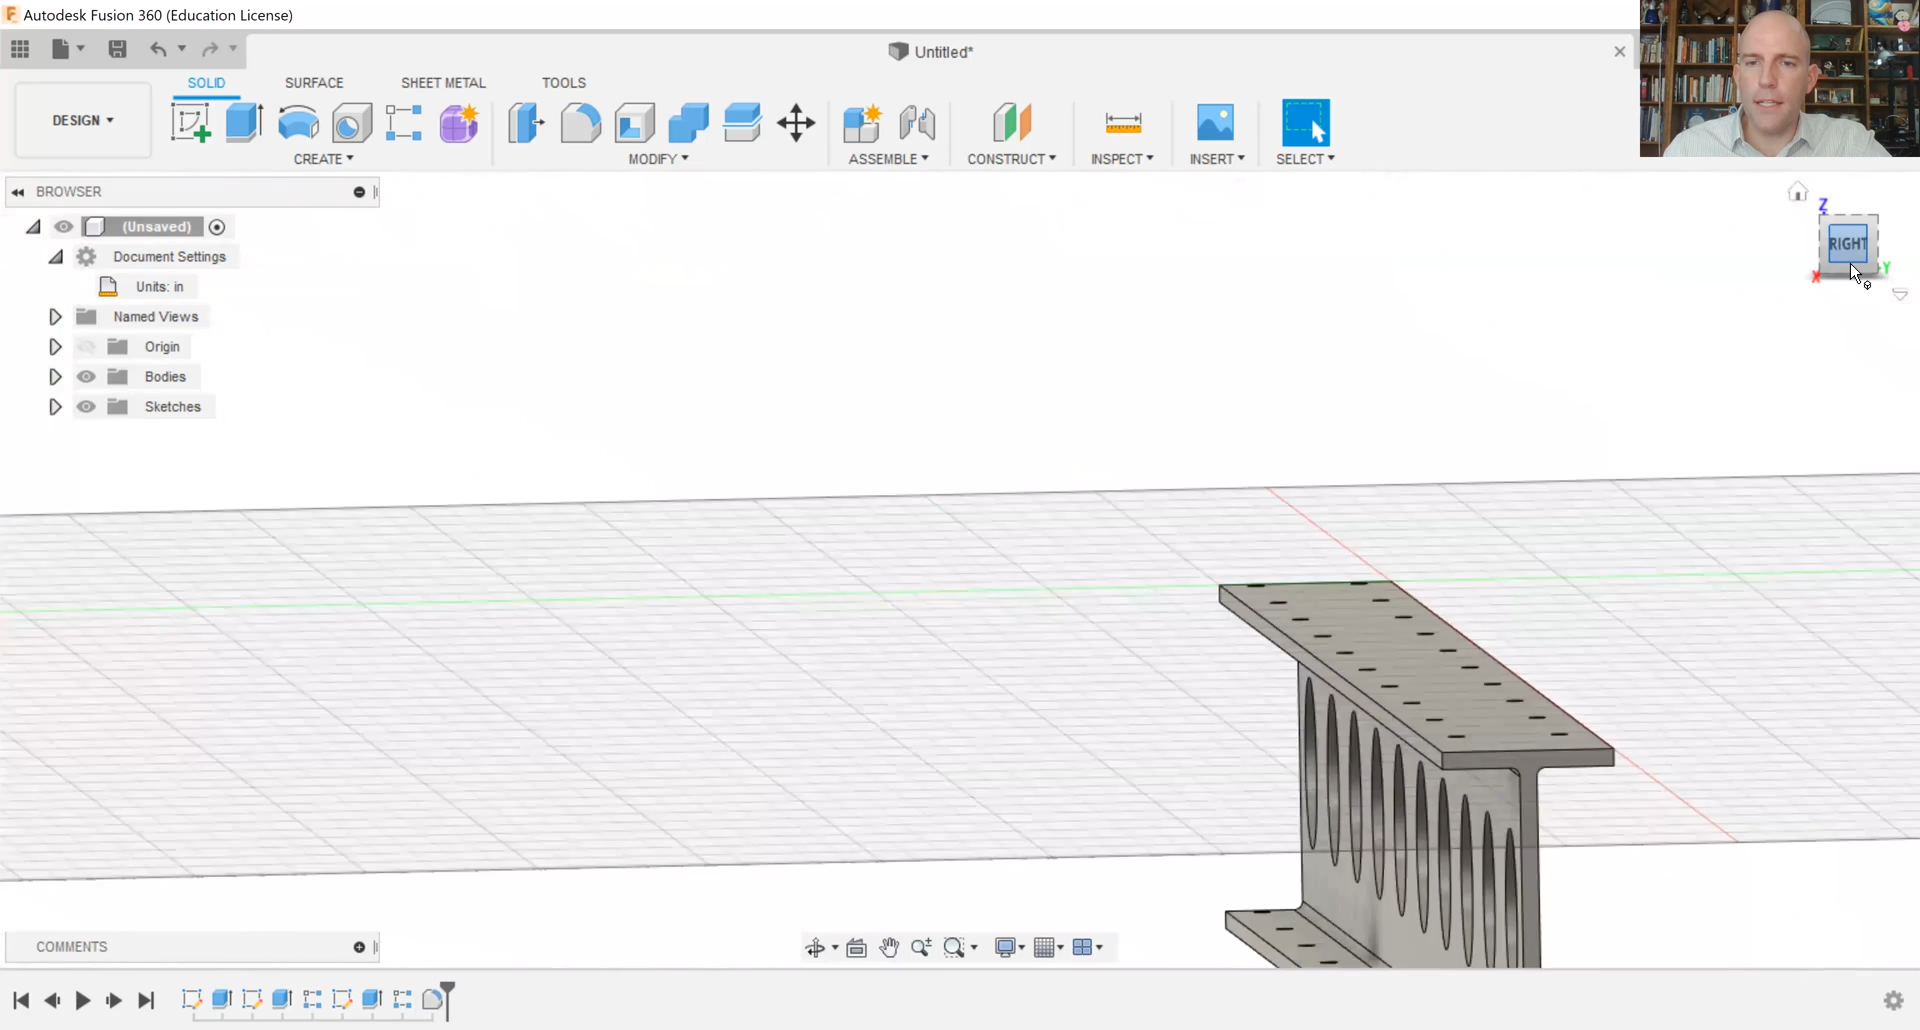 Autodesk Fusion 360 (Education License)
Untitled*
SOLID SURFACE SHEET METAL TOOLS
DESIGN
CREATE MODIFY ASSEMBLE CONSTRUCT INSPECT INSERT SELECT
BROWSER
(Unsaved)
Document Settings
Units: in
Named Views
Origin
Bodies
Sketches
Z
RIGHT
X
Y
COMMENTS